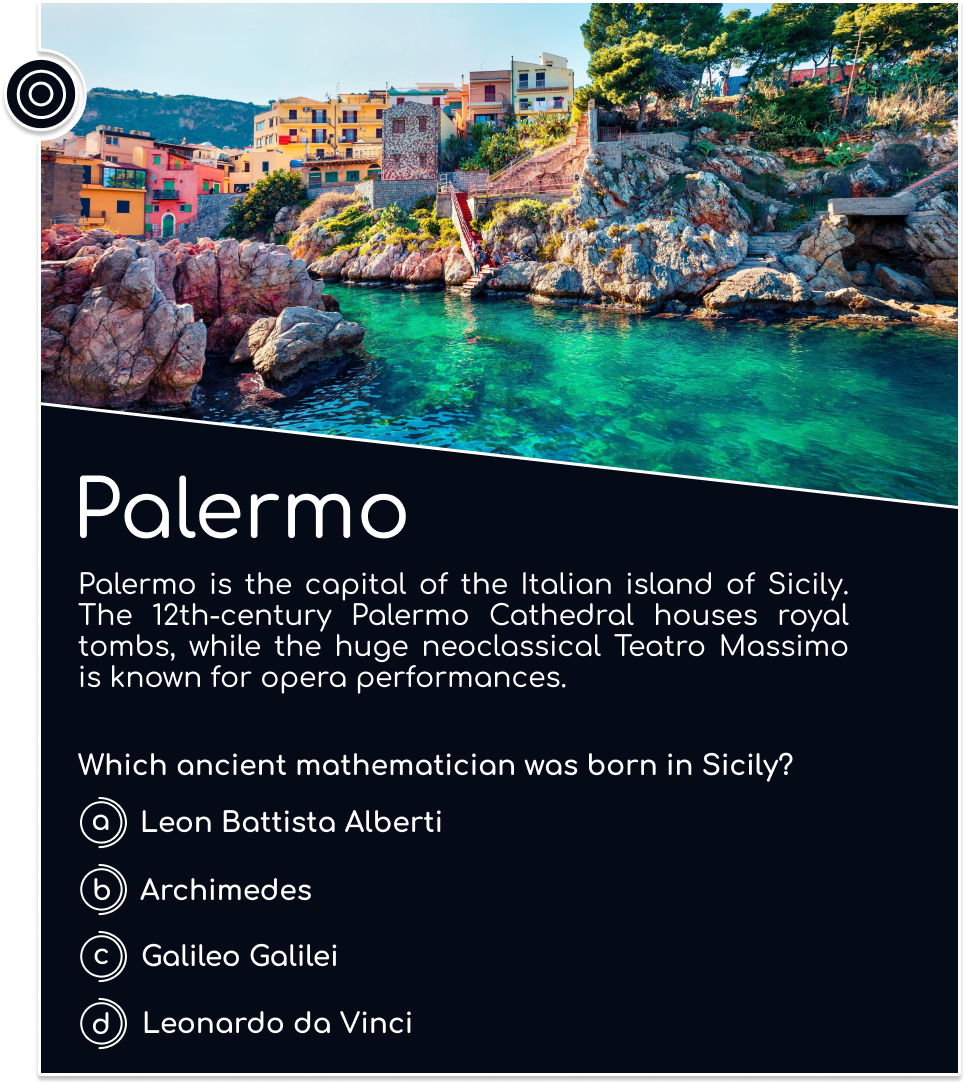 Palermo
Palermo is the capital of the Italian island of Sicily.
The 12th-century Palermo Cathedral houses royal
tombs, while the huge neoclassical Teatro Massimo
is known for opera performances.
Which ancient mathematician was born in Sicily?
a Leon Battista Alberti
b Archimedes
c Galileo Galilei
d Leonardo da Vinci